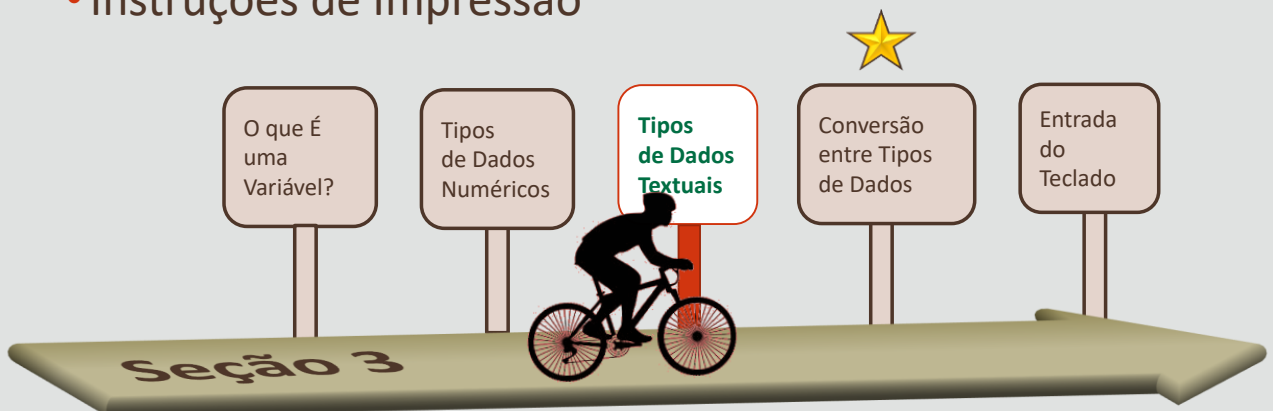 • Instruções de Impressão
O que É
uma
Variável?
Tipos
de Dados
Numéricos
Tipos
de Dados
Textuais
Conversão
entre Tipos
de Dados
Entrada
do
Teclado
Seção 3